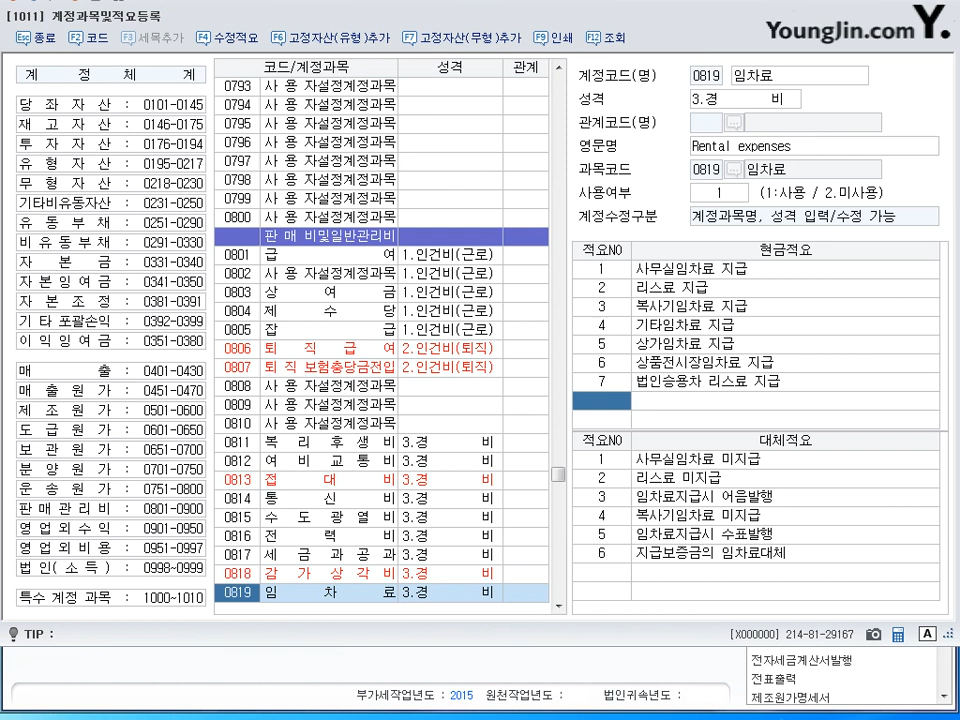 [1011] 계정과목및적요등록
Esc 종료 F2 코드 F3 세목추가 F4 수정적요 F6 고정자산(유형)추가 F7 고정자산(무형)추가 F9 인쇄 F12 조회
YoungJin.com Y.
계 정 체 계
당 좌 자 산 : 0101-0145
재 고 자 산 : 0146-0175
투 자 자 산 : 0176-0194
유 형 자 산 : 0195-0217
무 형 자 산 : 0218-0230
기타비유동자산 : 0231-0250
유 동 부 채 : 0251-0290
비 유 동 부 채 : 0291-0330
자 본 금 : 0331-0340
자 본 잉 여 금 : 0341-0350
자 본 조 정 : 0381-0391
기 타 포괄손익 : 0392-0399
이 익 잉 여 금 : 0351-0380
매 출 : 0401-0430
매 출 원 가 : 0451-0470
제 조 원 가 : 0501-0600
도 급 원 가 : 0601-0650
보 관 원 가 : 0651-0700
분 양 원 가 : 0701-0750
운 송 원 가 : 0751-0800
판 매 관 리 비 : 0801-0900
영 업 외 수 익 : 0901-0950
영 업 외 비 용 : 0951-0997
법 인( 소 득 ) : 0998~0999
특수 계정 과목 : 1000~1010
코드/계정과목 성격 관계
0793 사 용 자설정계정과목
0794 사 용 자설정계정과목
0795 사 용 자설정계정과목
0796 사 용 자설정계정과목
0797 사 용 자설정계정과목
0798 사 용 자설정계정과목
0799 사 용 자설정계정과목
0800 사 용 자설정계정과목
판 매 비및일반관리비
0801 급 여 1.인건비(근로)
0802 사 용 자설정계정과목 1.인건비(근로)
0803 상 여 금 1.인건비(근로)
0804 제 수 당 1.인건비(근로)
0805 잡 급 1.인건비(근로)
0806 퇴 직 급 여 2.인건비(퇴직)
0807 퇴 직 보험충당금전입 2.인건비(퇴직)
0808 사 용 자설정계정과목
0809 사 용 자설정계정과목
0810 사 용 자설정계정과목
0811 복 리 후 생 비 3.경 비
0812 여 비 교 통 비 3.경 비
0813 접 대 비 3.경 비
0814 통 신 비 3.경 비
0815 수 도 광 열 비 3.경 비
0816 전 력 비 3.경 비
0817 세 금 과 공 과 3.경 비
0818 감 가 상 각 비 3.경 비
0819 임 차 료 3.경 비
계정코드(명) 0819 임차료
성격 3.경 비
관계코드(명)
영문명 Rental expenses
과목코드 0819 임차료
사용여부 1 (1:사용 / 2.미사용)
계정수정구분 계정과목명, 성격 입력/수정 가능
적요NO 현금적요
1 사무실임차료 지급
2 리스료 지급
3 복사기임차료 지급
4 기타임차료 지급
5 상가임차료 지급
6 상품전시장임차료 지급
7 법인승용차 리스료 지급
적요NO 대체적요
1 사무실임차료 미지급
2 리스료 미지급
3 임차료지급시 어음발행
4 복사기임차료 미지급
5 임차료지급시 수표발행
6 지급보증금의 임차료대체
TIP :
[X000000] 214-81-29167 A
전자세금계산서발행
전표출력
제조원가명세서
부가세작업년도 : 2015 원천작업년도 : 법인귀속년도 :